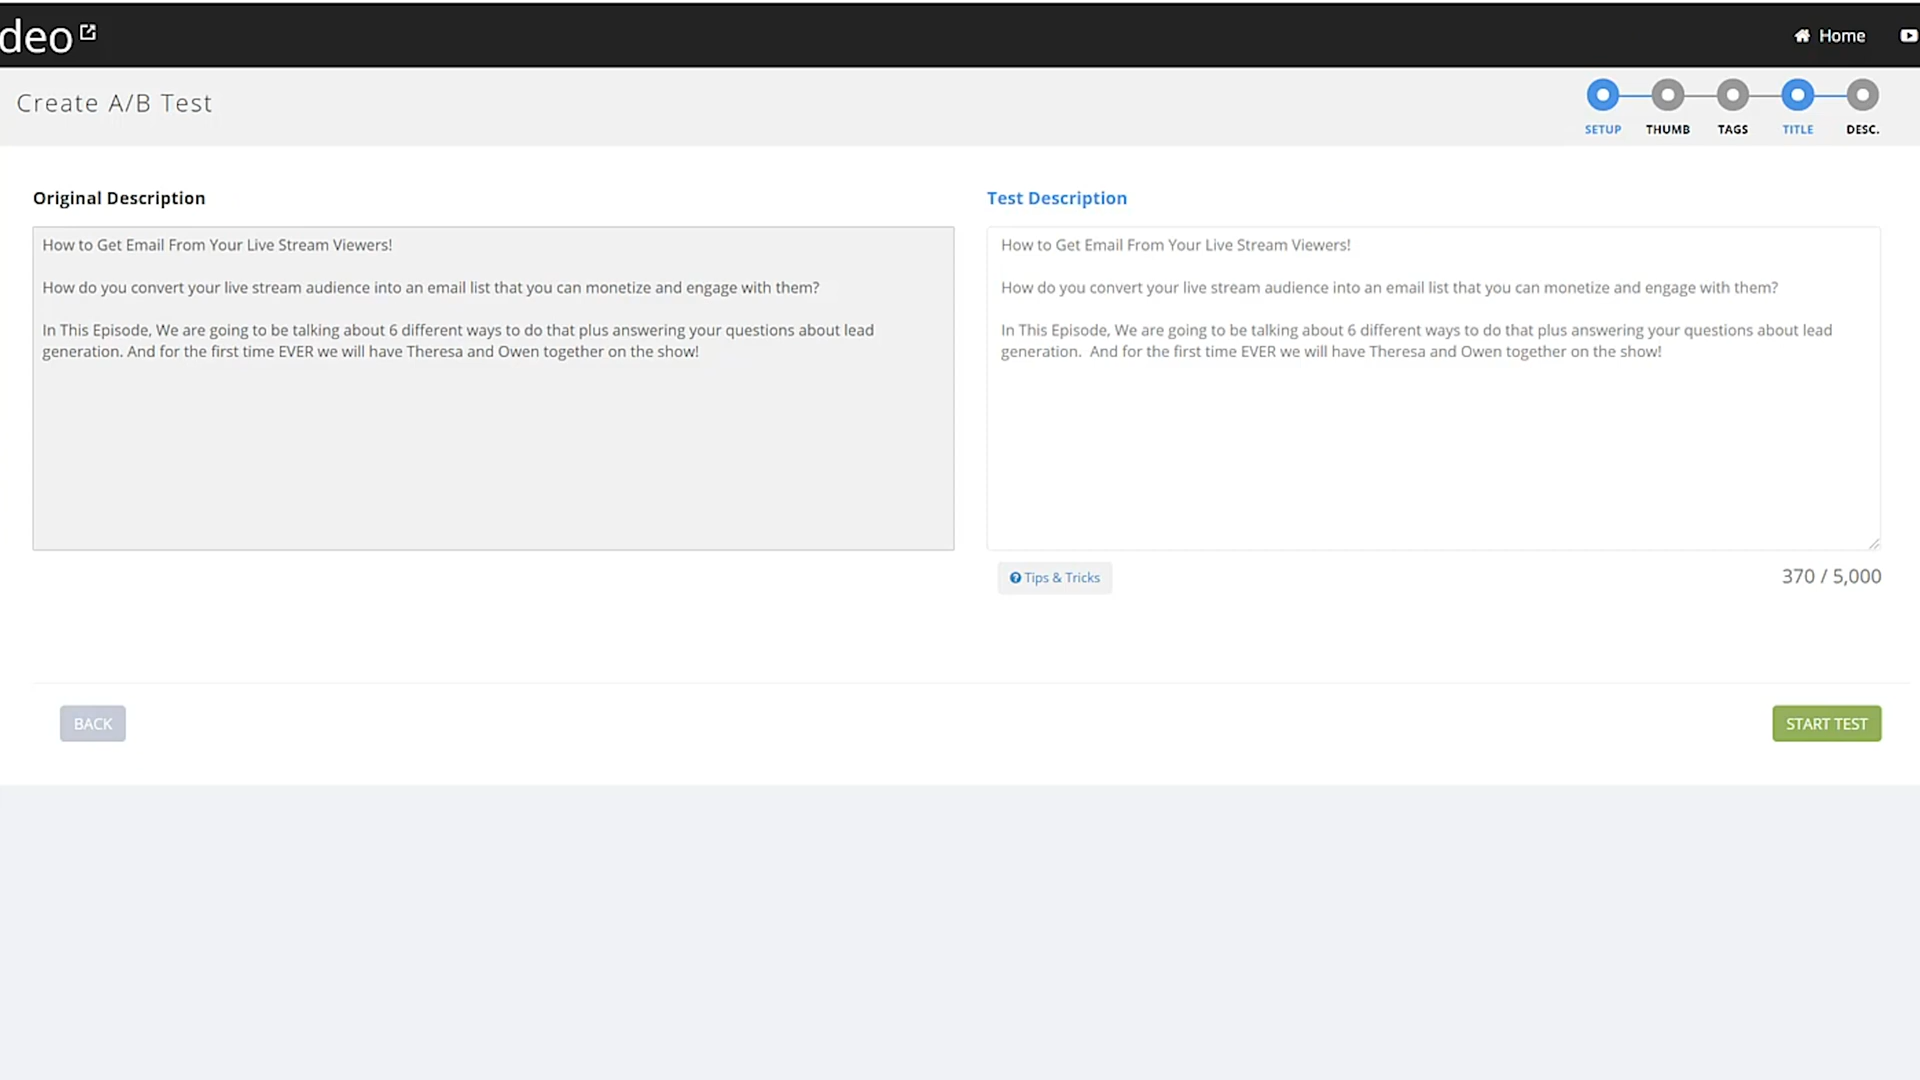 deo
Home
Create A/B Test
SETUP THUMB TAGS TITLE DESC.
Original Description
How to Get Email From Your Live Stream Viewers!
How do you convert your live stream audience into an email list that you can monetize and engage with them?
In This Episode, We are going to be talking about 6 different ways to do that plus answering your questions about lead
generation. And for the first time EVER we will have Theresa and Owen together on the show!
Test Description
How to Get Email From Your Live Stream Viewers!
How do you convert your live stream audience into an email list that you can monetize and engage with them?
In This Episode, We are going to be talking about 6 different ways to do that plus answering your questions about lead
generation.  And for the first time EVER we will have Theresa and Owen together on the show!
Tips & Tricks
370 / 5,000
BACK
START TEST